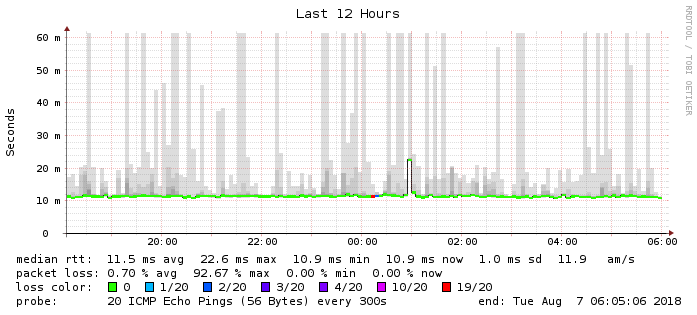 Last 12 Hours
RRDTOOL / TOBI OETIKER
Seconds
60 m
50 m
40 m
30 m
20 m
10 m
0
20:00 22:00 00:00 02:00 04:00 06:00
median rtt: 11.5 ms avg 22.6 ms max 10.9 ms min 10.9 ms now 1.0 ms sd 11.9 am/s
packet loss: 0.70 % avg 92.67 % max 0.00 % min 0.00 % now
loss color: 0 1/20 2/20 3/20 4/20 10/20 19/20
probe: 20 ICMP Echo Pings (56 Bytes) every 300s end: Tue Aug 7 06:05:06 2018